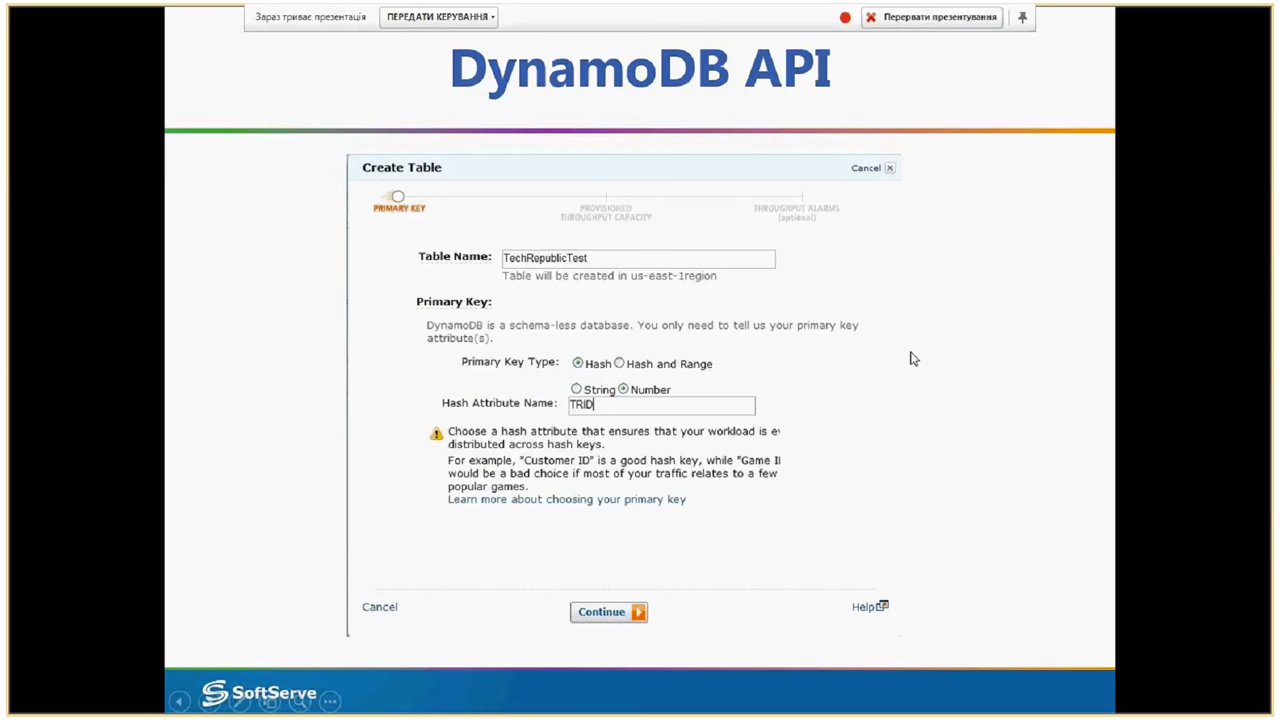 Зараз триває презентація
ПЕРЕДАТИ КЕРУВАННЯ
Перервати презентування
DynamoDB API
Create Table
Cancel
PRIMARY KEY
PROVISIONED
THROUGHPUT CAPACITY
THROUGHPUT ALARMS
(optional)
Table Name: TechRepublicTest
Table will be created in us-east-1region
Primary Key:
DynamoDB is a schema-less database. You only need to tell us your primary key
attribute(s).
Primary Key Type: Hash Hash and Range
String Number
Hash Attribute Name: TRID
Choose a hash attribute that ensures that your workload is ev
distributed across hash keys.
For example, "Customer ID" is a good hash key, while "Game I
would be a bad choice if most of your traffic relates to a few
popular games.
Learn more about choosing your primary key
Cancel
Continue
Help
SoftServe